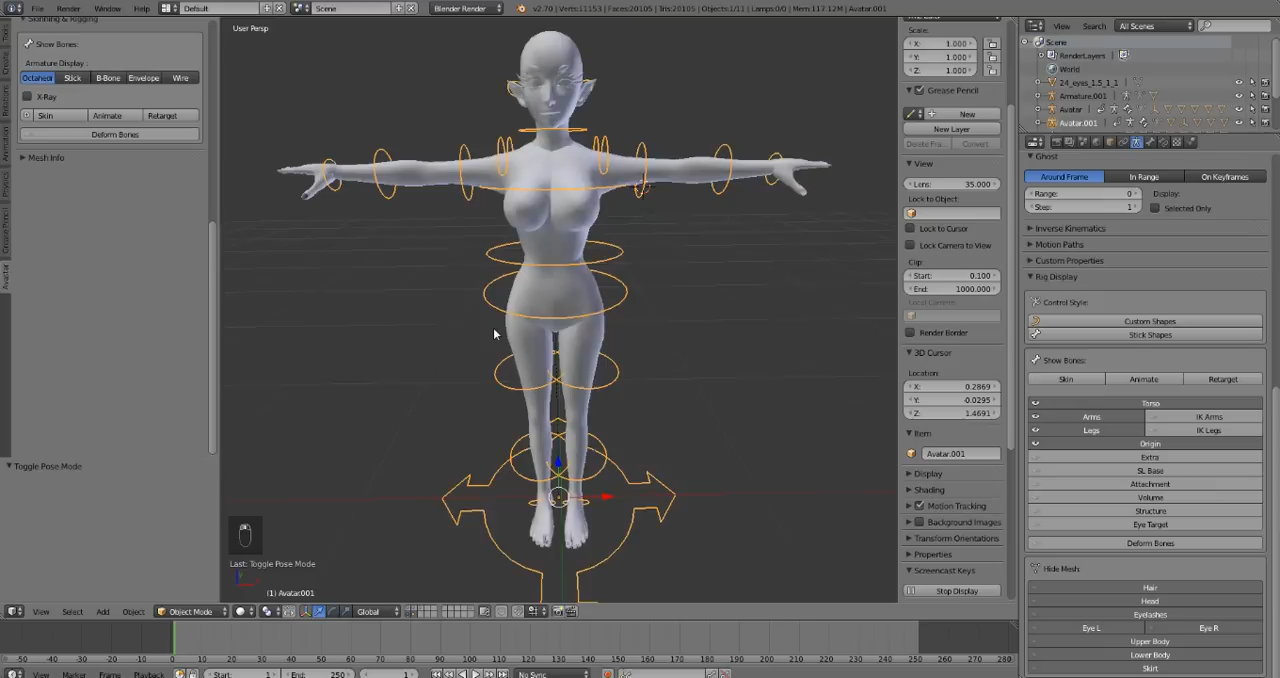 File Render Window Help Default Scene Blender Render v2.70 | Verts:11153 | Faces:20105 | Tris:20105 | Objects:1/11 | Lamps:0/0 | Mem:117.12M | Avatar.001
Skinning & Rigging
Show Bones:
Armature Display :
Octahedr Stick B-Bone Envelope Wire
X-Ray
Skin Animate Retarget
Deform Bones
Mesh Info
Tools
Create
Relations
Animation
Physics
Grease Pencil
Avastar
Toggle Pose Mode
User Persp
Last: Toggle Pose Mode
(1) Avatar.001
View Select Add Object Object Mode Global
Scale:
X: 1.000
Y: 1.000
Z: 1.000
Grease Pencil
New
New Layer
Delete Fra... Convert
View
Lens: 35.000
Lock to Object:
Lock to Cursor
Lock Camera to View
Clip:
Start: 0.100
End: 1000.000
Local Camera:
Render Border
3D Cursor
Location:
X: 0.2869
Y: -0.0295
Z: 1.4691
Item
Avatar.001
Display
Shading
Motion Tracking
Background Images
Transform Orientations
Properties
Screencast Keys
Stop Display
View Search All Scenes
Scene
RenderLayers
World
24_eyes_1.5_1_1
Armature.001
Avatar
Avatar.001
Ghost
Around Frame In Range On Keyframes
Range: 0 Display:
Step: 1 Selected Only
Inverse Kinematics
Motion Paths
Custom Properties
Rig Display
Control Style:
Custom Shapes
Stick Shapes
Show Bones:
Skin Animate Retarget
Torso
Arms IK Arms
Legs IK Legs
Origin
Extra
SL Base
Attachment
Volume
Structure
Eye Target
Deform Bones
Hide Mesh:
Hair
Head
Eyelashes
Eye L Eye R
Upper Body
Lower Body
Skirt
-50 -40 -30 -20 -10 0 10 20 30 40 50 60 70 80 90 100 110 120 130 140 150 160 170 180 190 200 210 220 230 240 250 260 270 280
View Marker Frame Playback Start: 1 End: 250 1 No Sync